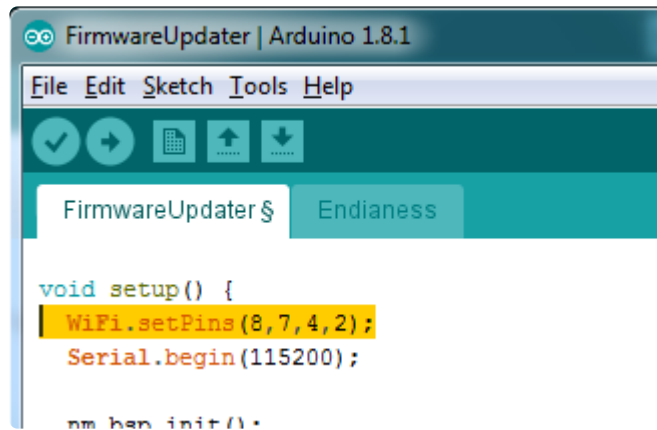 FirmwareUpdater | Arduino 1.8.1
File Edit Sketch Tools Help
FirmwareUpdater § Endianess
void setup() {
WiFi.setPins(8,7,4,2);
Serial.begin(115200);
nm_bsp_init();